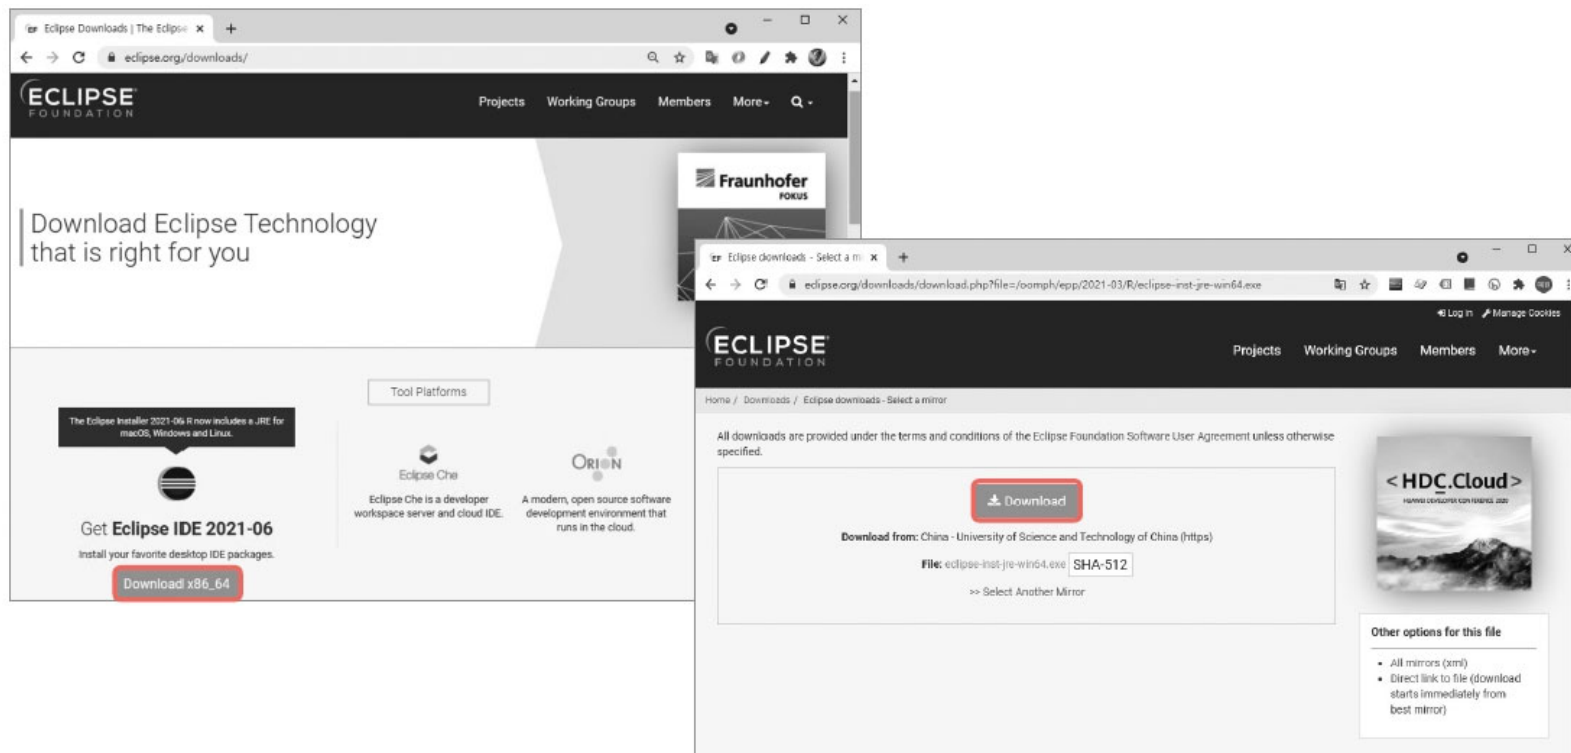 Eclipse Downloads | The Eclipse
eclipse.org/downloads/
ECLIPSE
FOUNDATION
Projects Working Groups Members More
Fraunhofer
FOKUS
Download Eclipse Technology
that is right for you
Tool Platforms
The Eclipse Installer 2021-06 R now includes a JRE for
macOS, Windows and Linux.
Get Eclipse IDE 2021-06
Install your favorite desktop IDE packages.
Download x86_64
Eclipse Che
Eclipse Che is a developer
workspace server and cloud IDE.
ORION
A modern, open source software
development environment that
runs in the cloud.
Eclipse downloads - Select a m
eclipse.org/downloads/download.php?file=/oomph/epp/2021-03/R/eclipse-inst-jre-win64.exe
Log in Manage Cookies
ECLIPSE
FOUNDATION
Projects Working Groups Members More
Home / Downloads / Eclipse downloads - Select a mirror
All downloads are provided under the terms and conditions of the Eclipse Foundation Software User Agreement unless otherwise
specified.
Download
Download from: China - University of Science and Technology of China (https)
File: eclipse-inst-jre-win64.exe SHA-512
>> Select Another Mirror
<HDC.Cloud>
HUAWEI DEVELOPER CONFERENCE 2020
Other options for this file
• All mirrors (xml)
• Direct link to file (download
starts immediately from
best mirror)